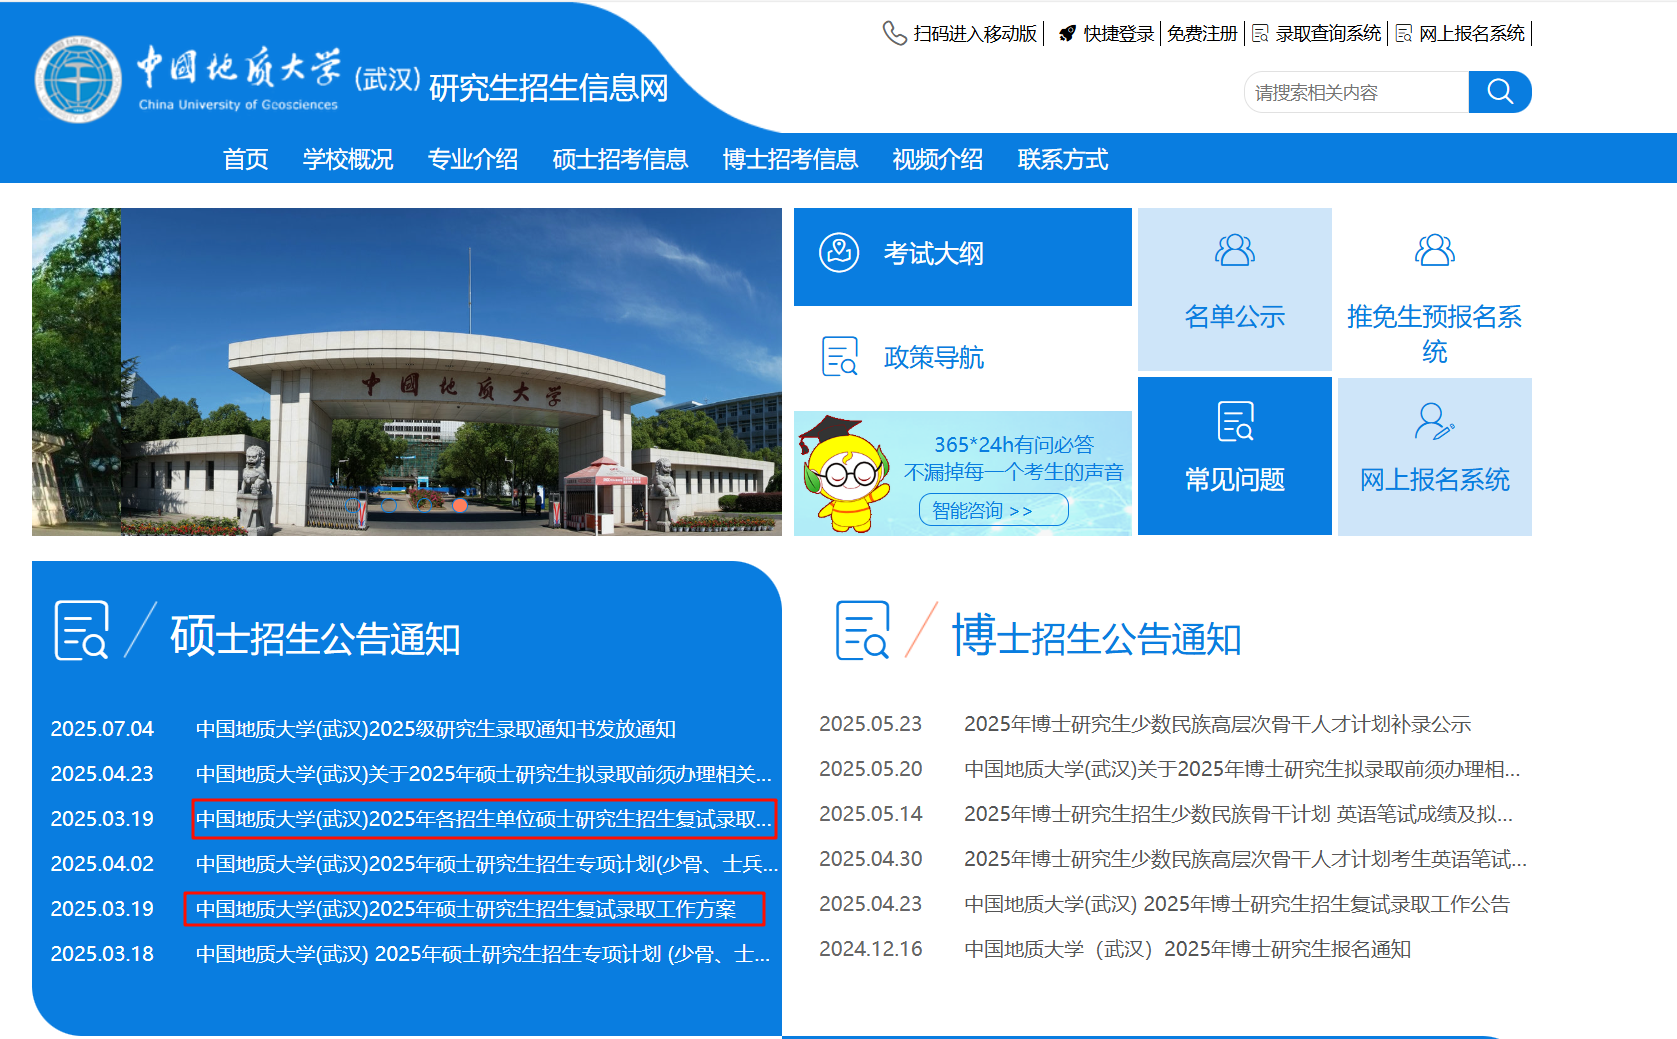 扫码进入移动版
快捷登录
免费注册
录取查询系统
网上报名系统
中国地质大学
(武汉)
研究生招生信息网
China University of Geosciences
请搜索相关内容
首页
学校概况
专业介绍
硕士招考信息
博士招考信息
视频介绍
联系方式
中国地质大学
考试大纲
政策导航
365*24h有问必答
不漏掉每一个考生的声音
智能咨询 >>
名单公示
推免生预报名系
统
常见问题
网上报名系统
硕士招生公告通知
2025.07.04 中国地质大学(武汉)2025级研究生录取通知书发放通知
2025.04.23 中国地质大学(武汉)关于2025年硕士研究生拟录取前须办理相关...
2025.03.19 中国地质大学(武汉)2025年各招生单位硕士研究生招生复试录取...
2025.04.02 中国地质大学(武汉)2025年硕士研究生招生专项计划(少骨、士兵...
2025.03.19 中国地质大学(武汉)2025年硕士研究生招生复试录取工作方案
2025.03.18 中国地质大学(武汉) 2025年硕士研究生招生专项计划 (少骨、士...
博士招生公告通知
2025.05.23 2025年博士研究生少数民族高层次骨干人才计划补录公示
2025.05.20 中国地质大学(武汉)关于2025年博士研究生拟录取前须办理相...
2025.05.14 2025年博士研究生招生少数民族骨干计划 英语笔试成绩及拟...
2025.04.30 2025年博士研究生少数民族高层次骨干人才计划考生英语笔试...
2025.04.23 中国地质大学(武汉) 2025年博士研究生招生复试录取工作公告
2024.12.16 中国地质大学（武汉）2025年博士研究生报名通知